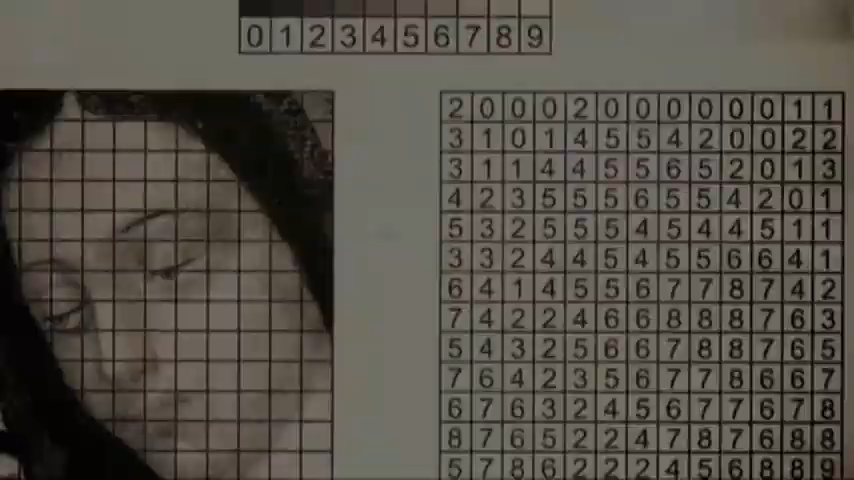 0 1 2 3 4 5 6 7 8 9
2 0 0 0 2 0 0 0 0 0 0 1 1
3 1 0 1 4 5 5 4 2 0 0 2 2
3 1 1 4 4 5 5 6 5 2 0 1 3
4 2 3 5 5 5 6 5 5 4 2 0 1
5 3 2 5 5 5 4 5 4 4 5 1 1
3 3 2 4 4 5 4 5 5 6 6 4 1
6 4 1 4 5 5 6 7 7 8 7 4 2
7 4 2 2 4 6 6 8 8 8 7 6 3
5 4 3 2 5 6 6 7 8 8 7 6 5
7 6 4 2 3 5 6 7 7 8 6 6 7
6 7 6 3 2 4 5 6 7 7 6 7 8
8 7 6 5 2 2 4 7 8 7 6 8 8
5 7 8 6 2 2 2 4 5 6 8 8 9